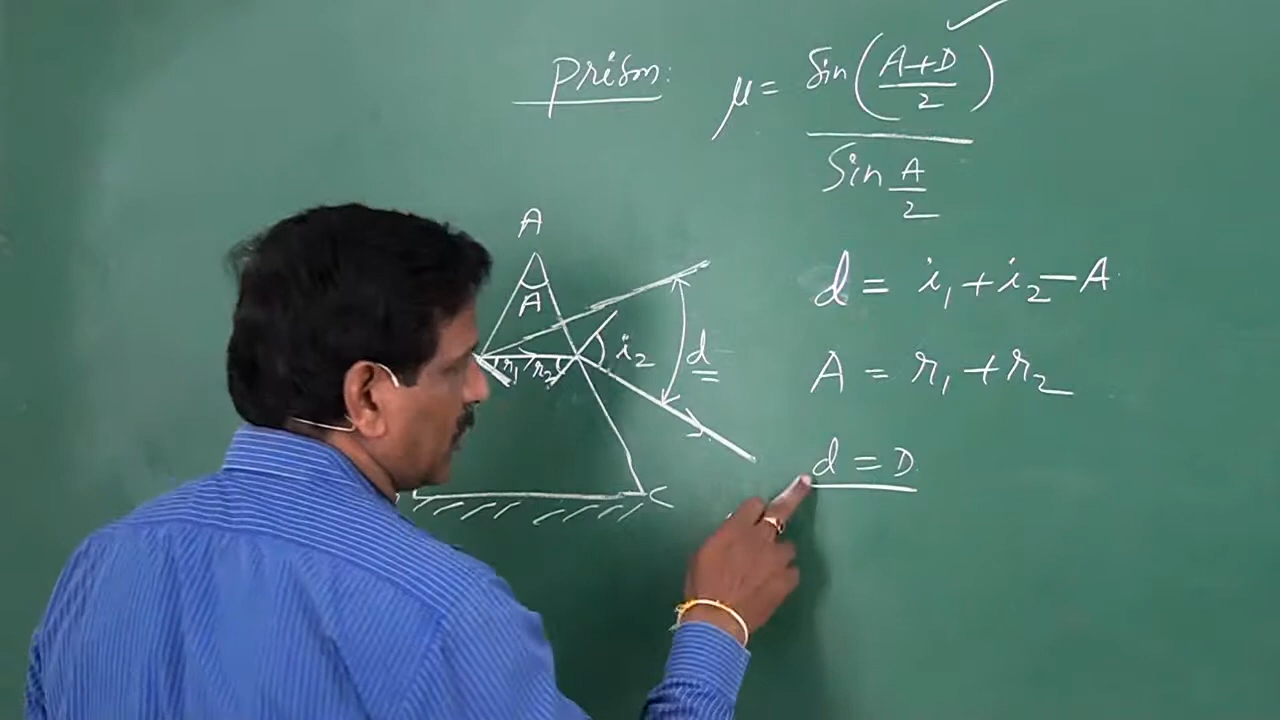 Prism:
μ = Sin(A+D/2) / Sin A/2
A
A
r₁ r₂ i₂ d
C
d = i₁ + i₂ — A
A = r₁ + r₂
d = D